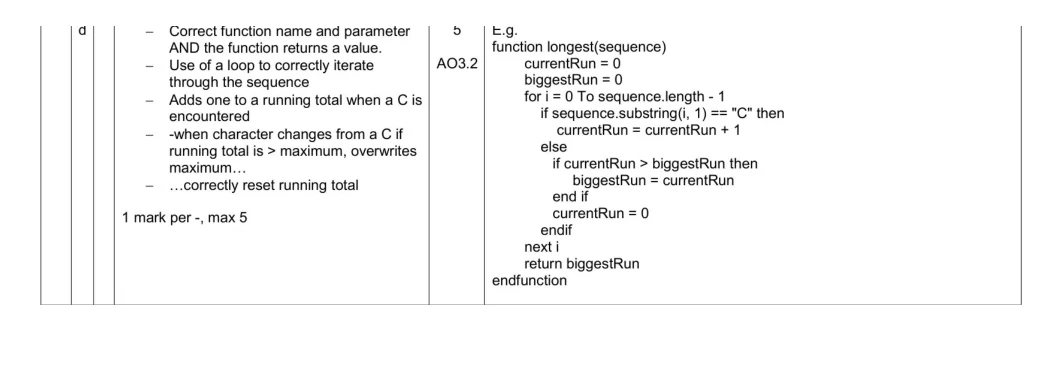 d
– Correct function name and parameter
AND the function returns a value.
– Use of a loop to correctly iterate
through the sequence
– Adds one to a running total when a C is
encountered
– -when character changes from a C if
running total is > maximum, overwrites
maximum…
– …correctly reset running total
1 mark per -, max 5
5
AO3.2
E.g.
function longest(sequence)
currentRun = 0
biggestRun = 0
for i = 0 To sequence.length - 1
if sequence.substring(i, 1) == "C" then
currentRun = currentRun + 1
else
if currentRun > biggestRun then
biggestRun = currentRun
end if
currentRun = 0
endif
next i
return biggestRun
endfunction